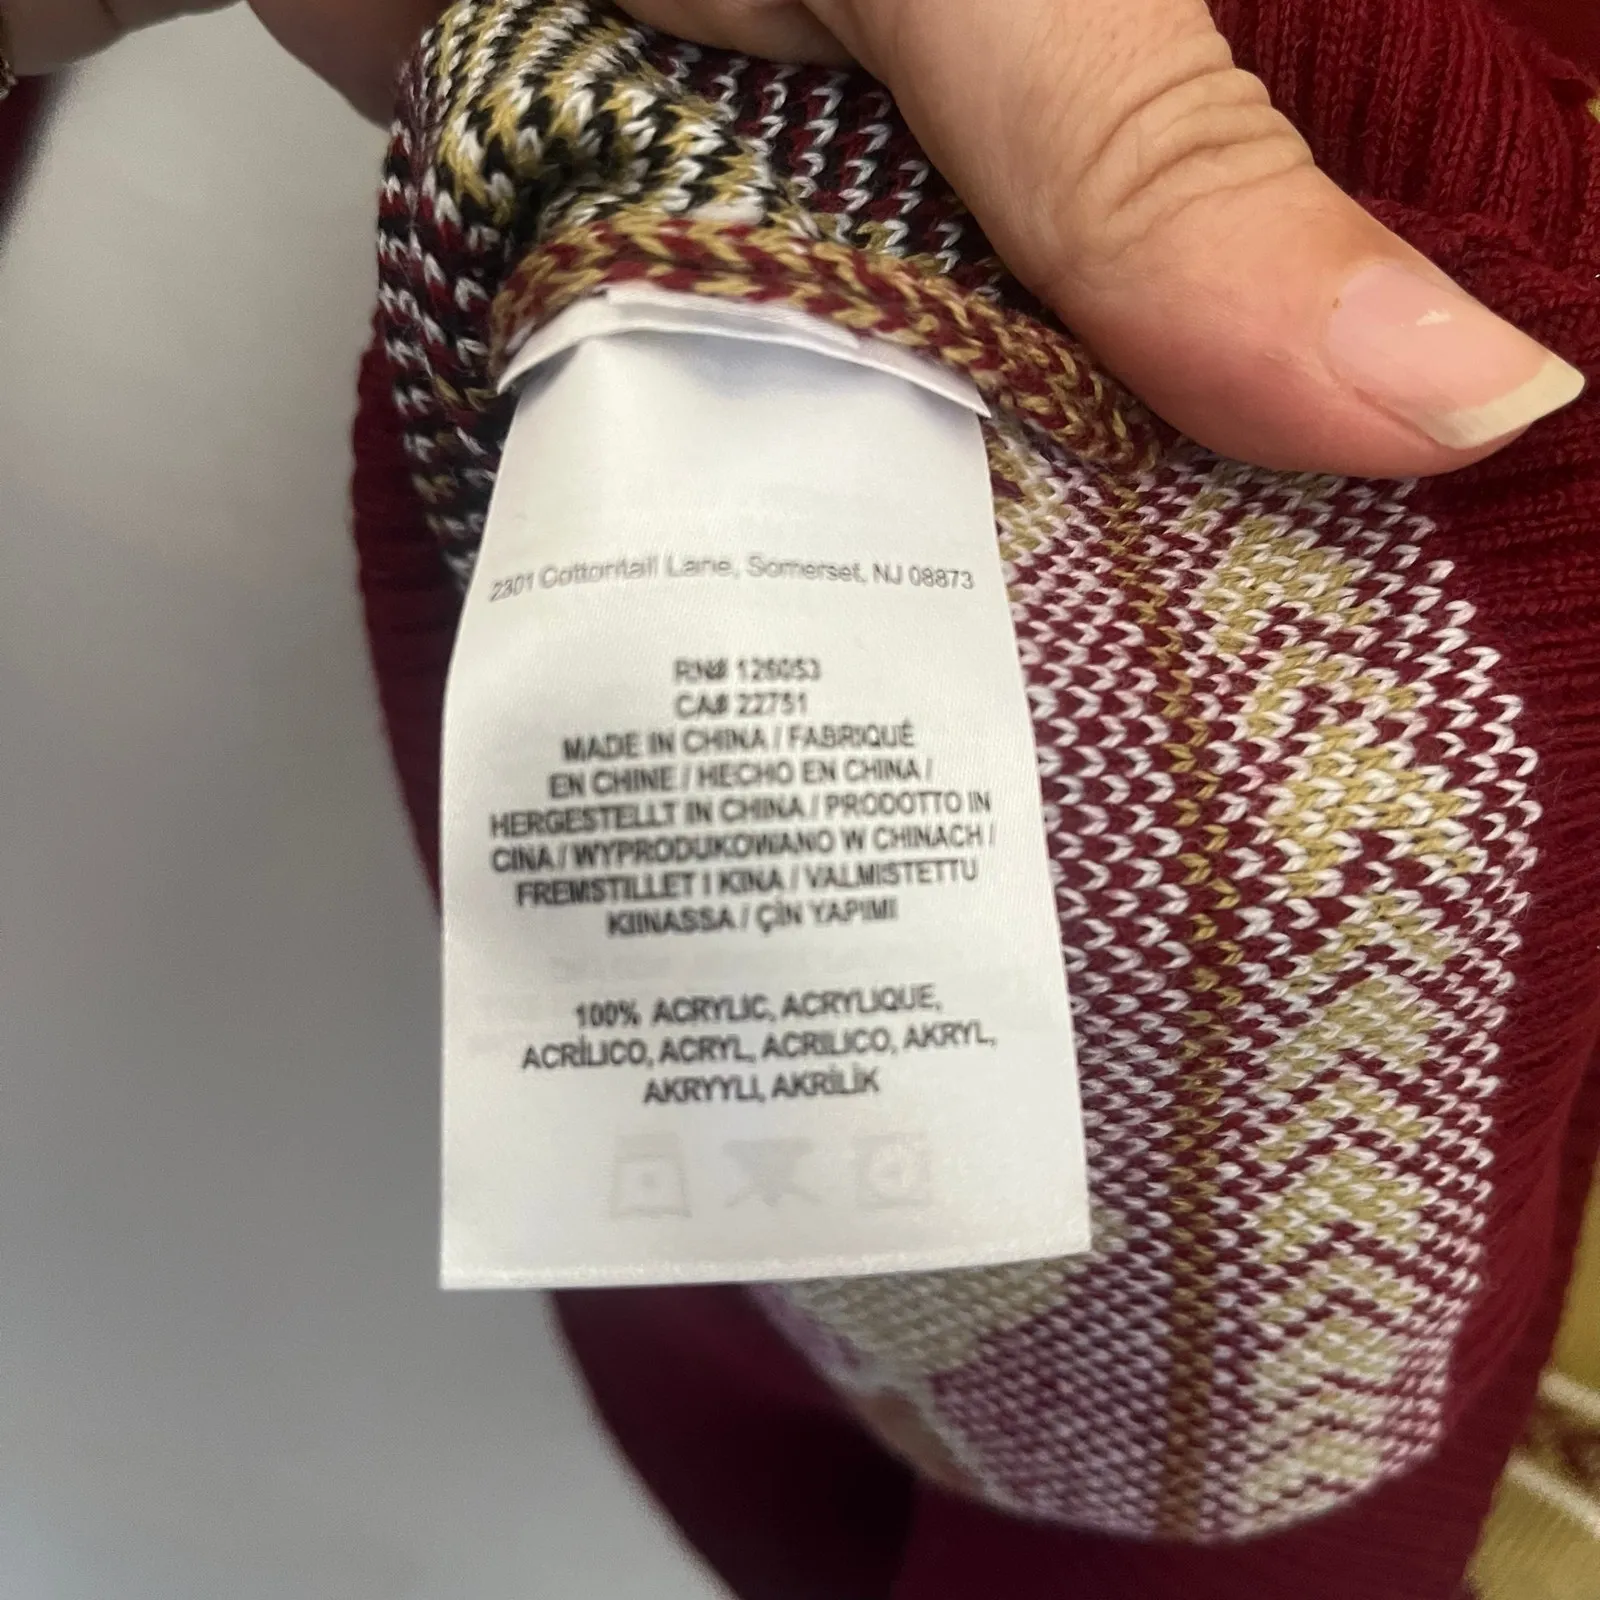 2301 Cottontail Lane, Somerset, NJ 08873
RN# 126053
CA# 22751
MADE IN CHINA / FABRIQUÉ
EN CHINE / HECHO EN CHINA /
HERGESTELLT IN CHINA / PRODOTTO IN
CINA / WYPRODUKOWANO W CHINACH /
FREMSTILLET I KINA / VALMISTETTU
KIINASSA / ÇİN YAPIMI
100% ACRYLIC, ACRYLIQUE,
ACRİLICO, ACRYL, ACRILICO, AKRYL,
AKRYYLI, AKRİLİK